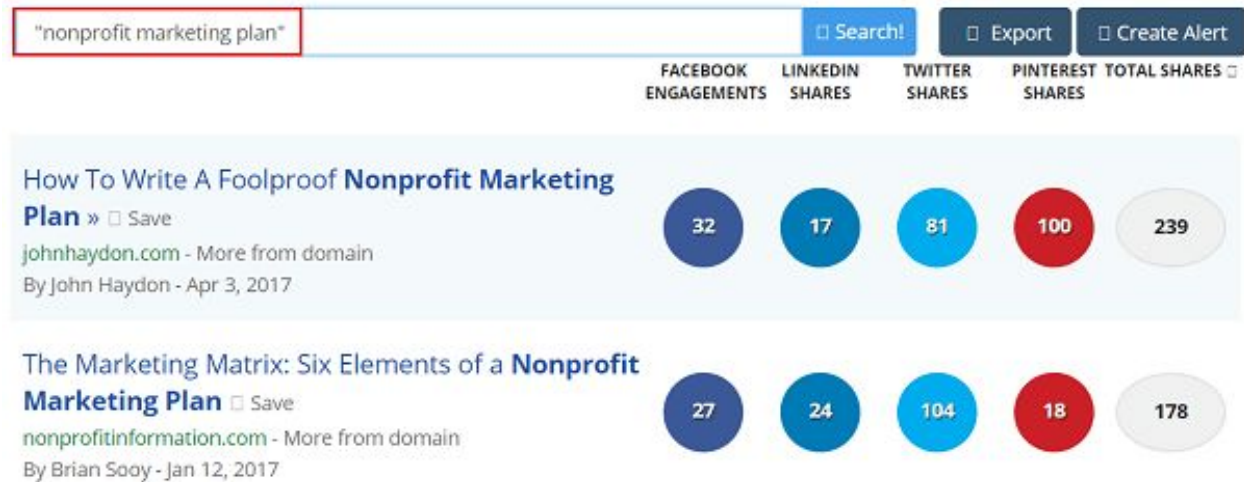 "nonprofit marketing plan" Search! Export Create Alert
FACEBOOK ENGAGEMENTS LINKEDIN SHARES TWITTER SHARES PINTEREST SHARES TOTAL SHARES
How To Write A Foolproof Nonprofit Marketing
Plan » Save
32 17 81 100 239
johnhaydon.com - More from domain
By John Haydon - Apr 3, 2017
The Marketing Matrix: Six Elements of a Nonprofit
Marketing Plan Save
27 24 104 18 178
nonprofitinformation.com - More from domain
By Brian Sooy - Jan 12, 2017